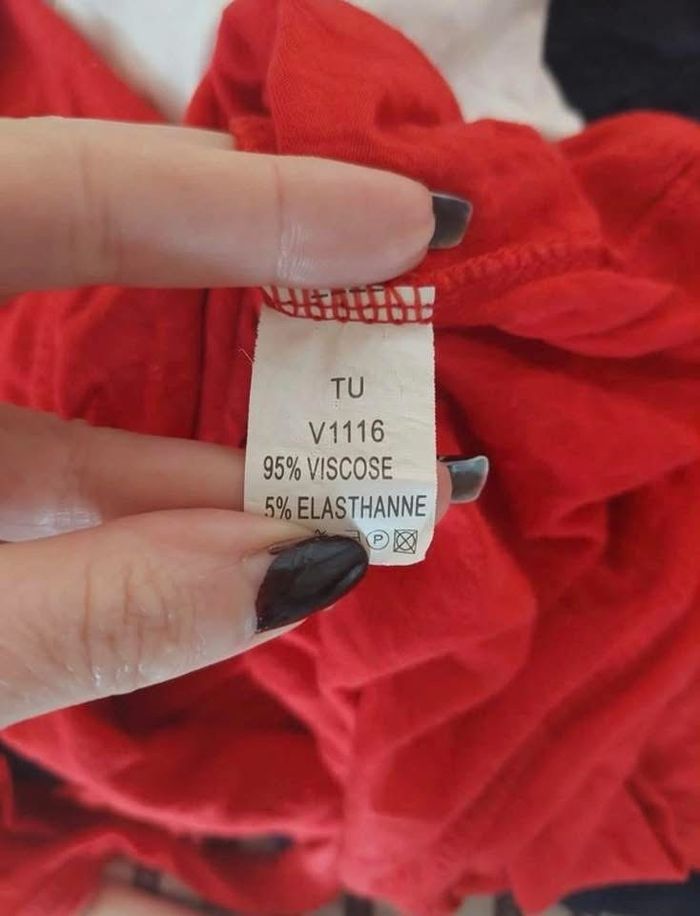 TU
V1116
95% VISCOSE
5% ELASTHANNE
P